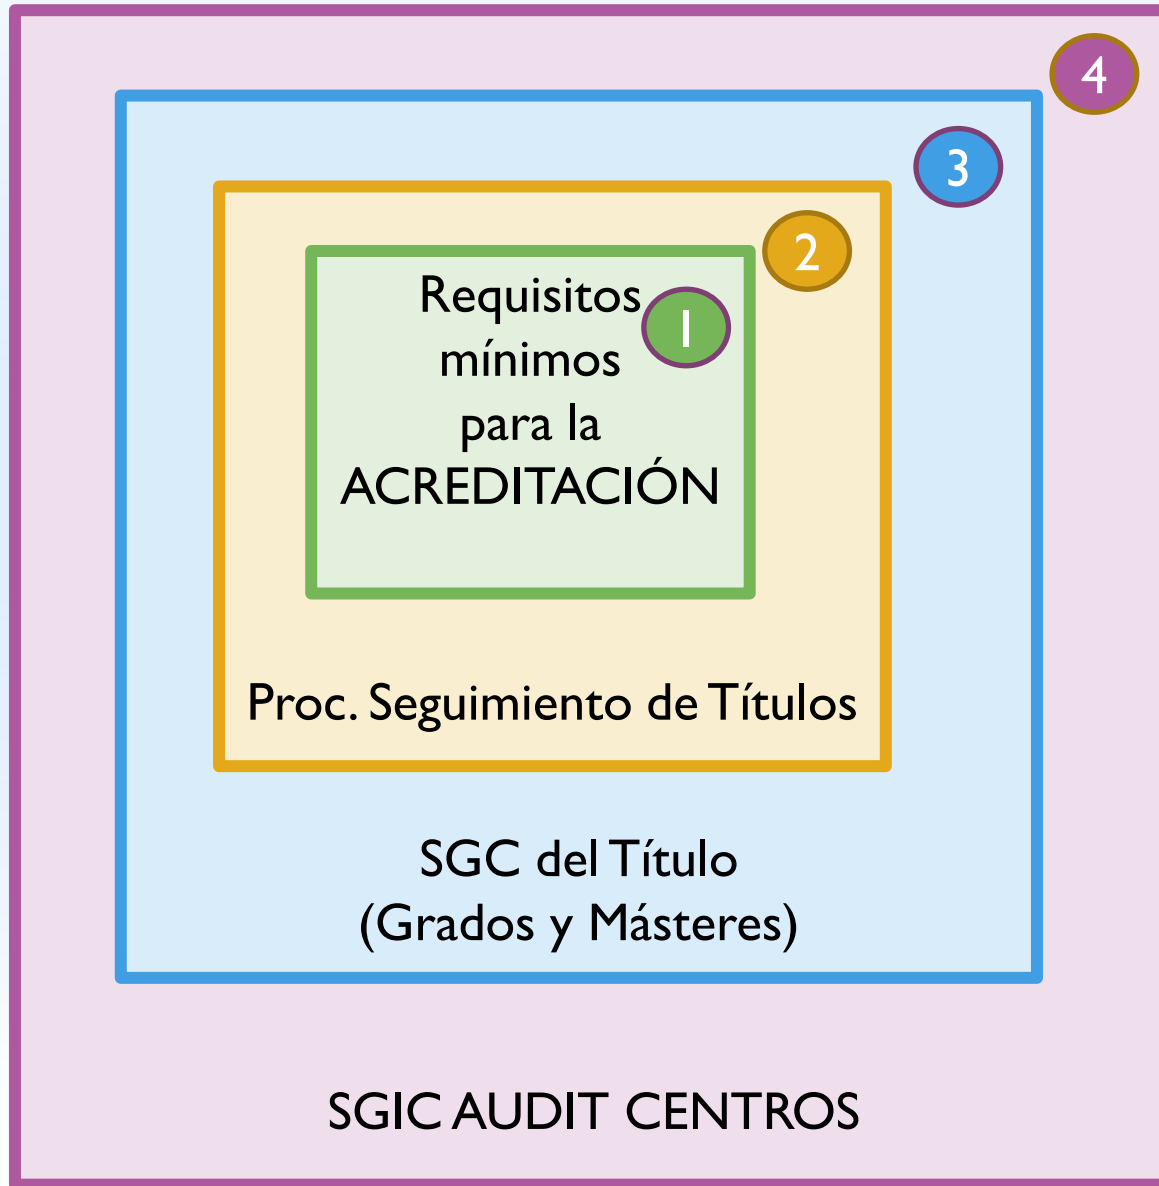 4
3
2
Requisitos
1
mínimos
para la
ACREDITACIÓN
Proc. Seguimiento de Títulos
SGC del Título
(Grados y Másteres)
SGIC AUDIT CENTROS